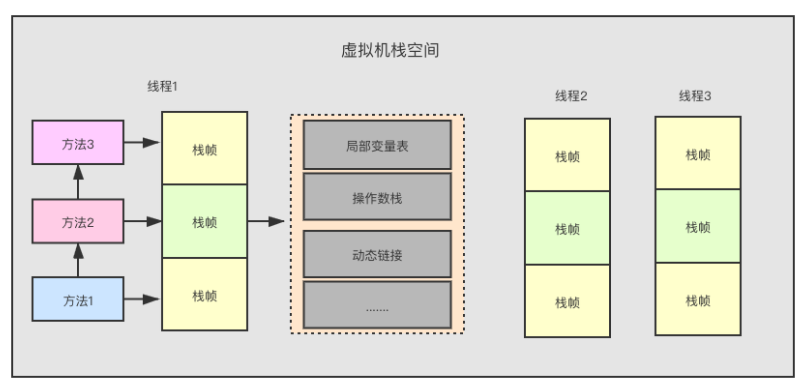 虚拟机栈空间
线程1
线程2
线程3
方法3
栈帧
局部变量表
栈帧
栈帧
操作数栈
方法2
栈帧
栈帧
栈帧
动态链接
方法1
栈帧
.......
栈帧
栈帧